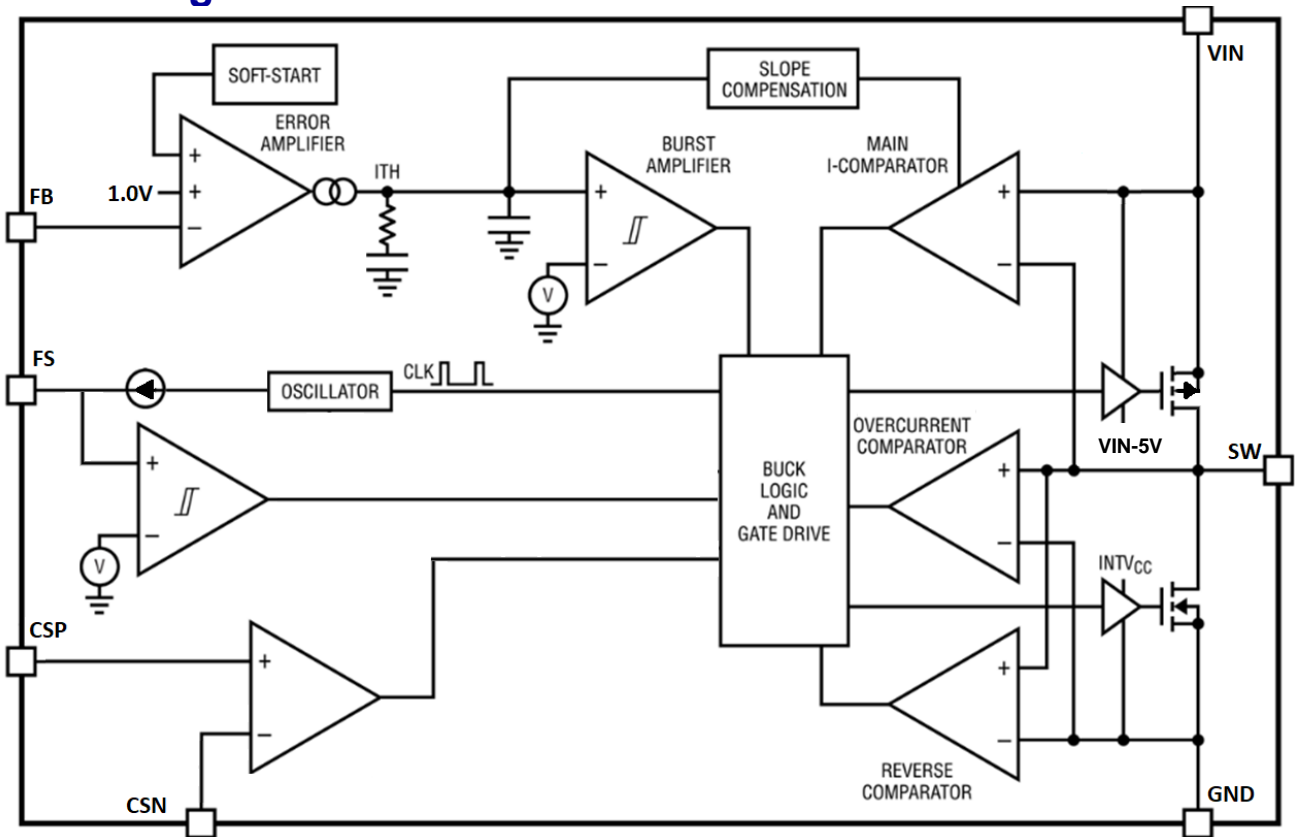 VIN
SOFT-START
SLOPE
COMPENSATION
ERROR
AMPLIFIER
BURST
AMPLIFIER
MAIN
I-COMPARATOR
ITH
+
1.0V
+
FB
−
+
−
V
+
−
FS
CLK
OSCILLATOR
VIN-5V
OVERCURRENT
COMPARATOR
SW
+
−
V
+
−
BUCK
LOGIC
AND
GATE DRIVE
INTVCC
CSP
+
−
+
−
REVERSE
COMPARATOR
CSN
GND